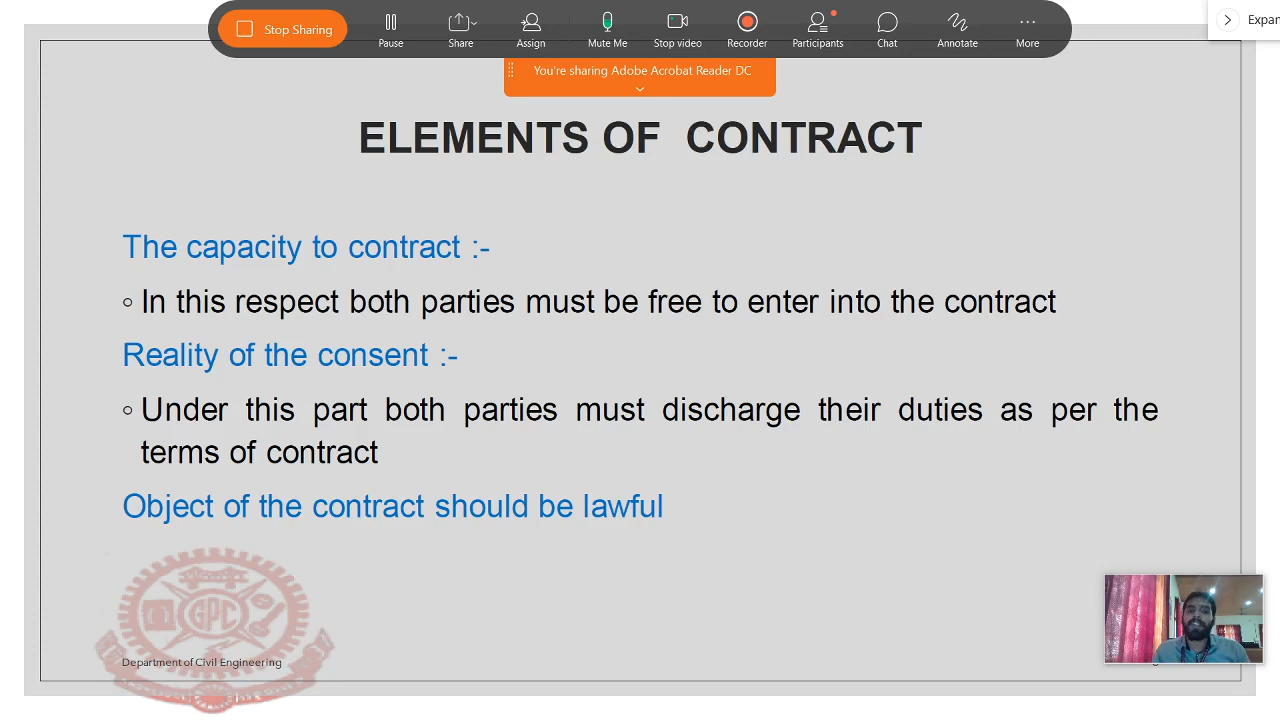 Stop Sharing
Pause
Share
Assign
Mute Me
Stop video
Recorder
Participants
Chat
Annotate
More
Expan
You're sharing Adobe Acrobat Reader DC
ELEMENTS OF CONTRACT
The capacity to contract :-
◦ In this respect both parties must be free to enter into the contract
Reality of the consent :-
◦ Under this part both parties must discharge their duties as per the
terms of contract
Object of the contract should be lawful
GPC
Department of Civil Engineering